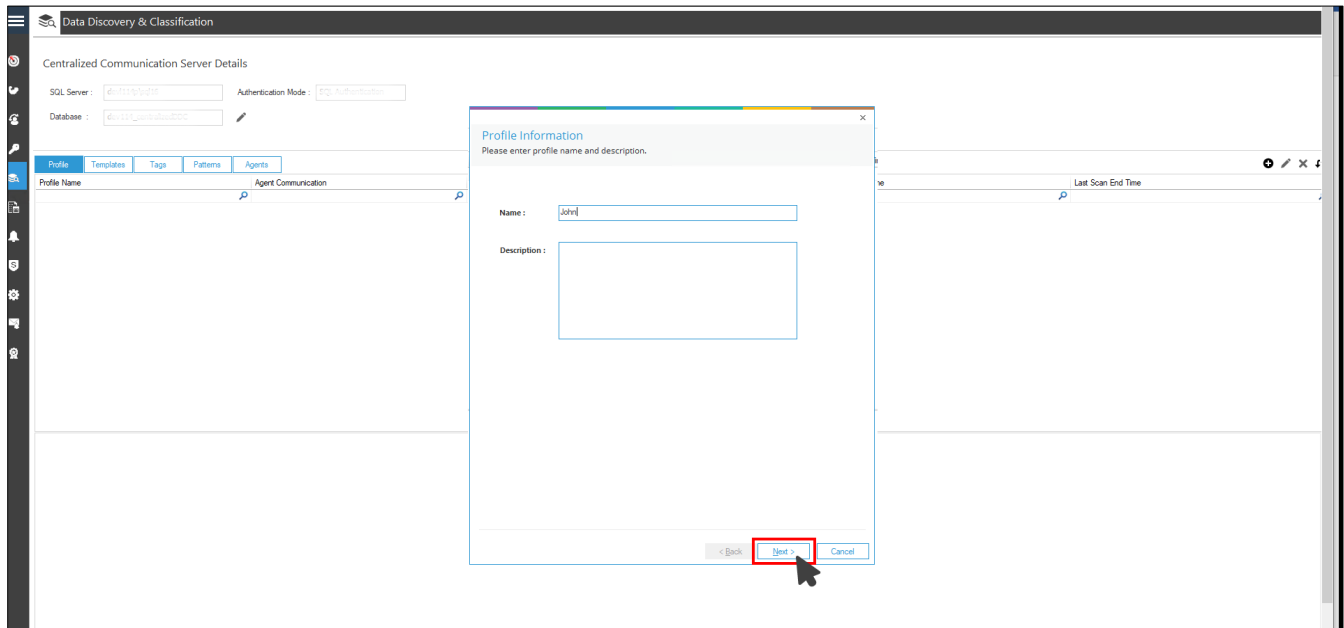 Data Discovery & Classification
Centralized Communication Server Details
SQL Server :
Authentication Mode : SQL Authentication
Database :
Profile Templates Tags Patterns Agents
Profile Name Agent Communication Last Scan End Time
Profile Information
Please enter profile name and description.
Name : John
Description :
< Back Next > Cancel